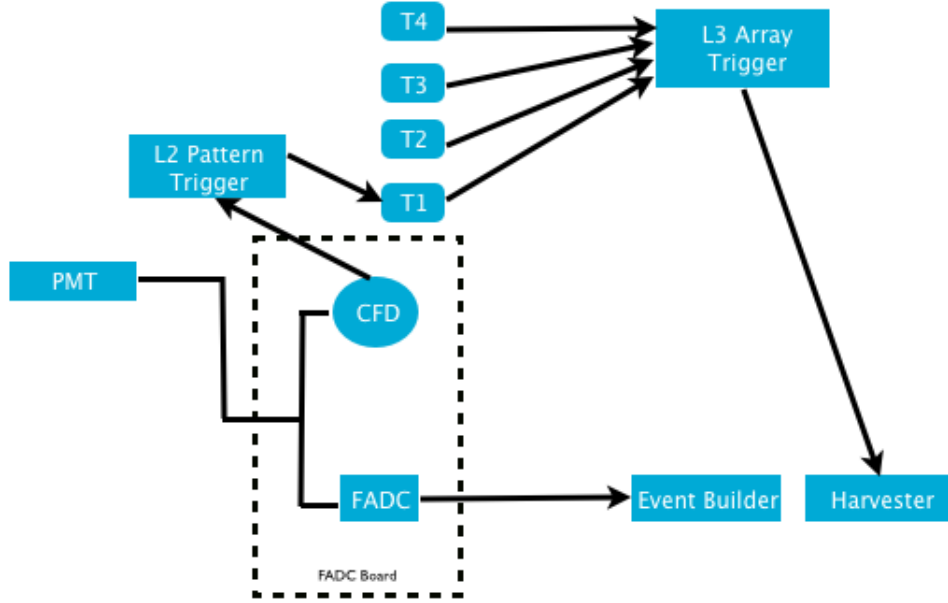 T4
L3 Array
Trigger
T3
T2
L2 Pattern
Trigger
T1
PMT
CFD
FADC
Event Builder
Harvester
FADC Board